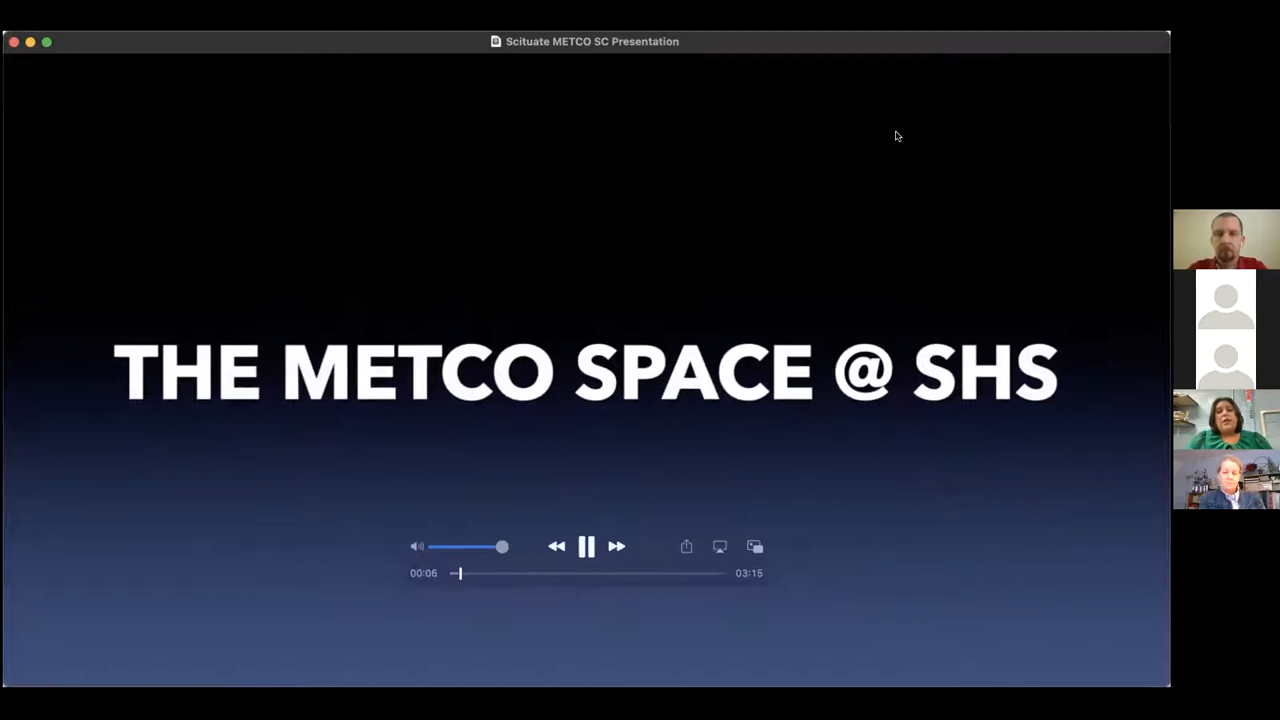 Scituate METCO SC Presentation
THE METCO SPACE @ SHS
00:06
03:15